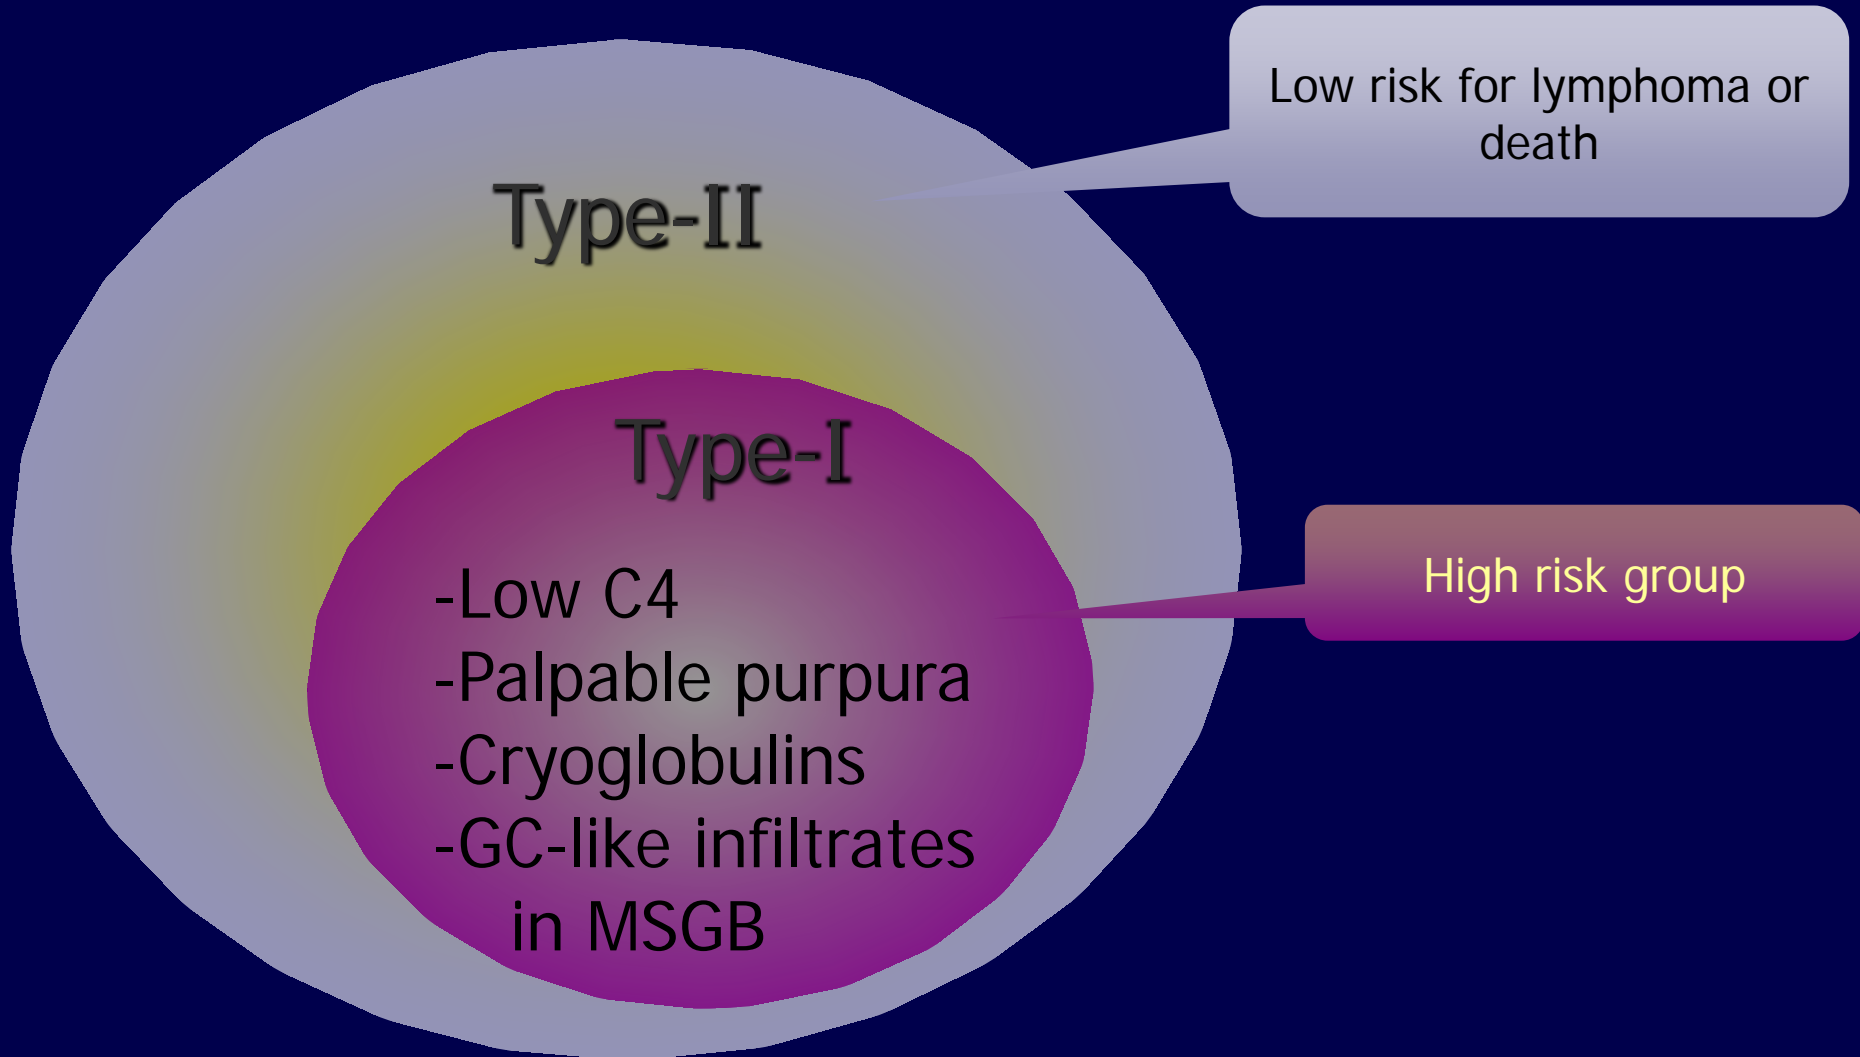 Low risk for lymphoma or
death
Type-II
Type-I
-Low C4
-Palpable purpura
-Cryoglobulins
-GC-like infiltrates
in MSGB
High risk group